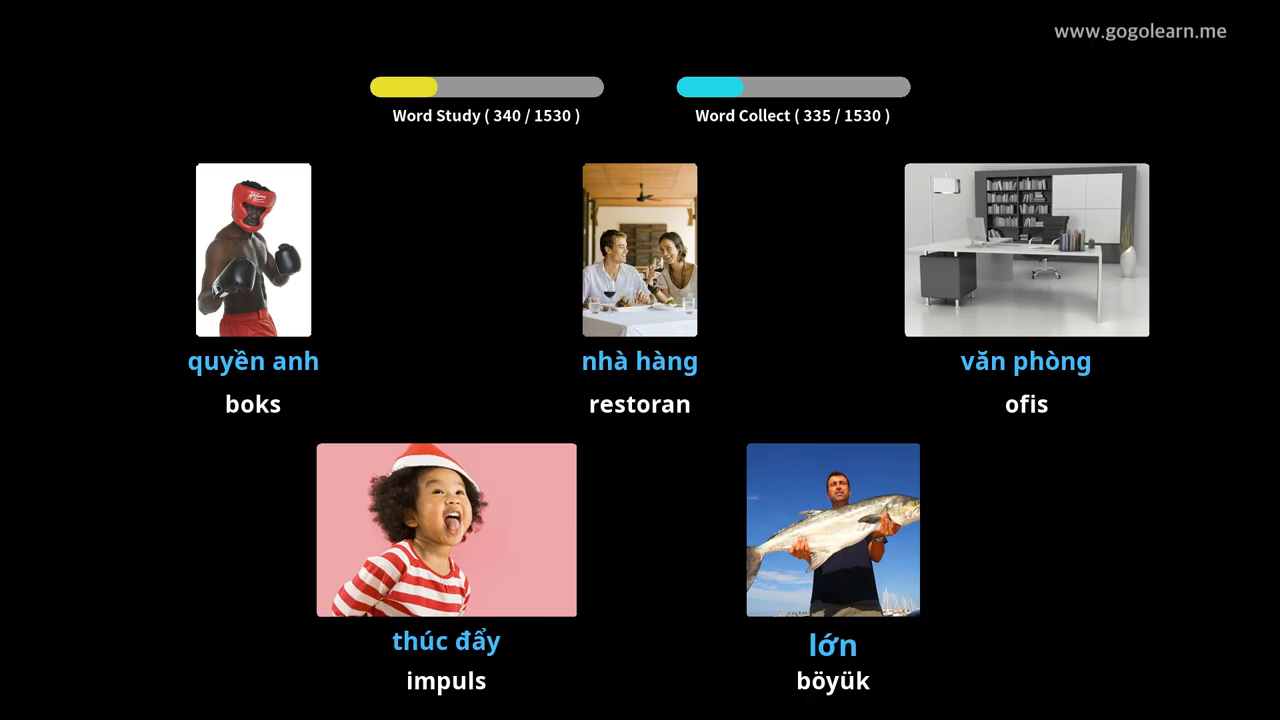 www.gogolearn.me
Word Study ( 340 / 1530 )
Word Collect ( 335 / 1530 )
quyền anh
nhà hàng
văn phòng
boks
restoran
ofis
thúc đẩy
lớn
impuls
böyük